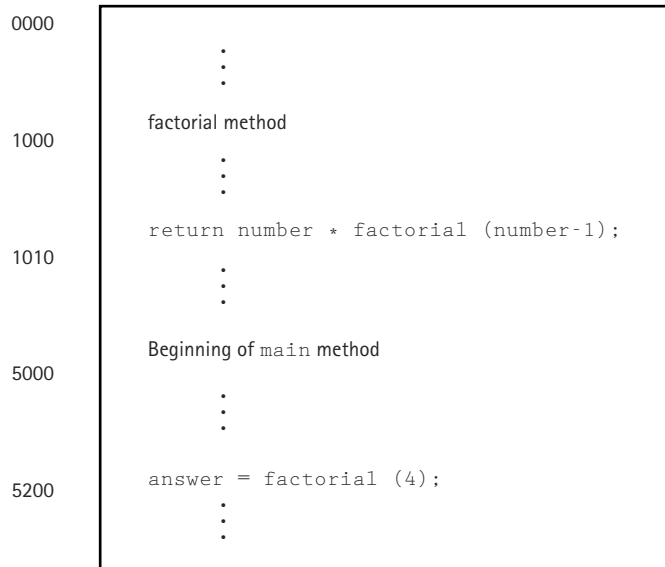 0000
factorial method
1000
return number * factorial (number-1);
1010
Beginning of main method
5000
answer = factorial (4);
5200